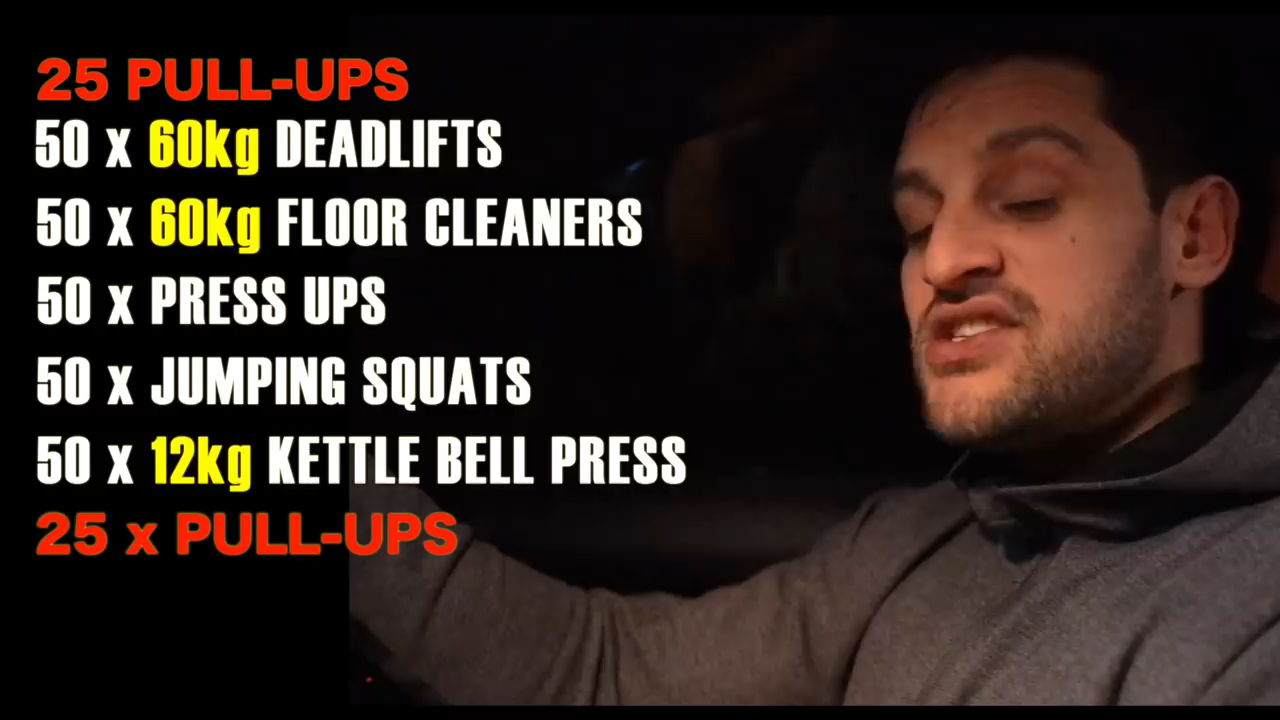 25 PULL-UPS
50 x 60kg DEADLIFTS
50 x 60kg FLOOR CLEANERS
50 x PRESS UPS
50 x JUMPING SQUATS
50 x 12kg KETTLE BELL PRESS
25 x PULL-UPS